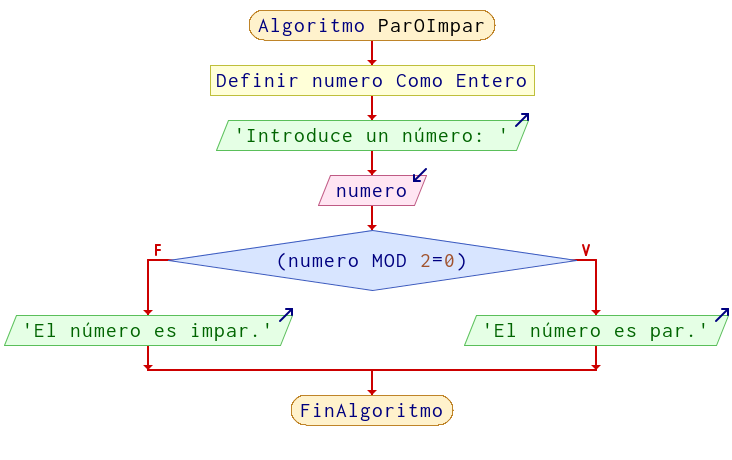 Algoritmo ParOImpar
Definir numero Como Entero
'Introduce un número: '
numero
F
V
(numero MOD 2=0)
'El número es impar.'
'El número es par.'
FinAlgoritmo